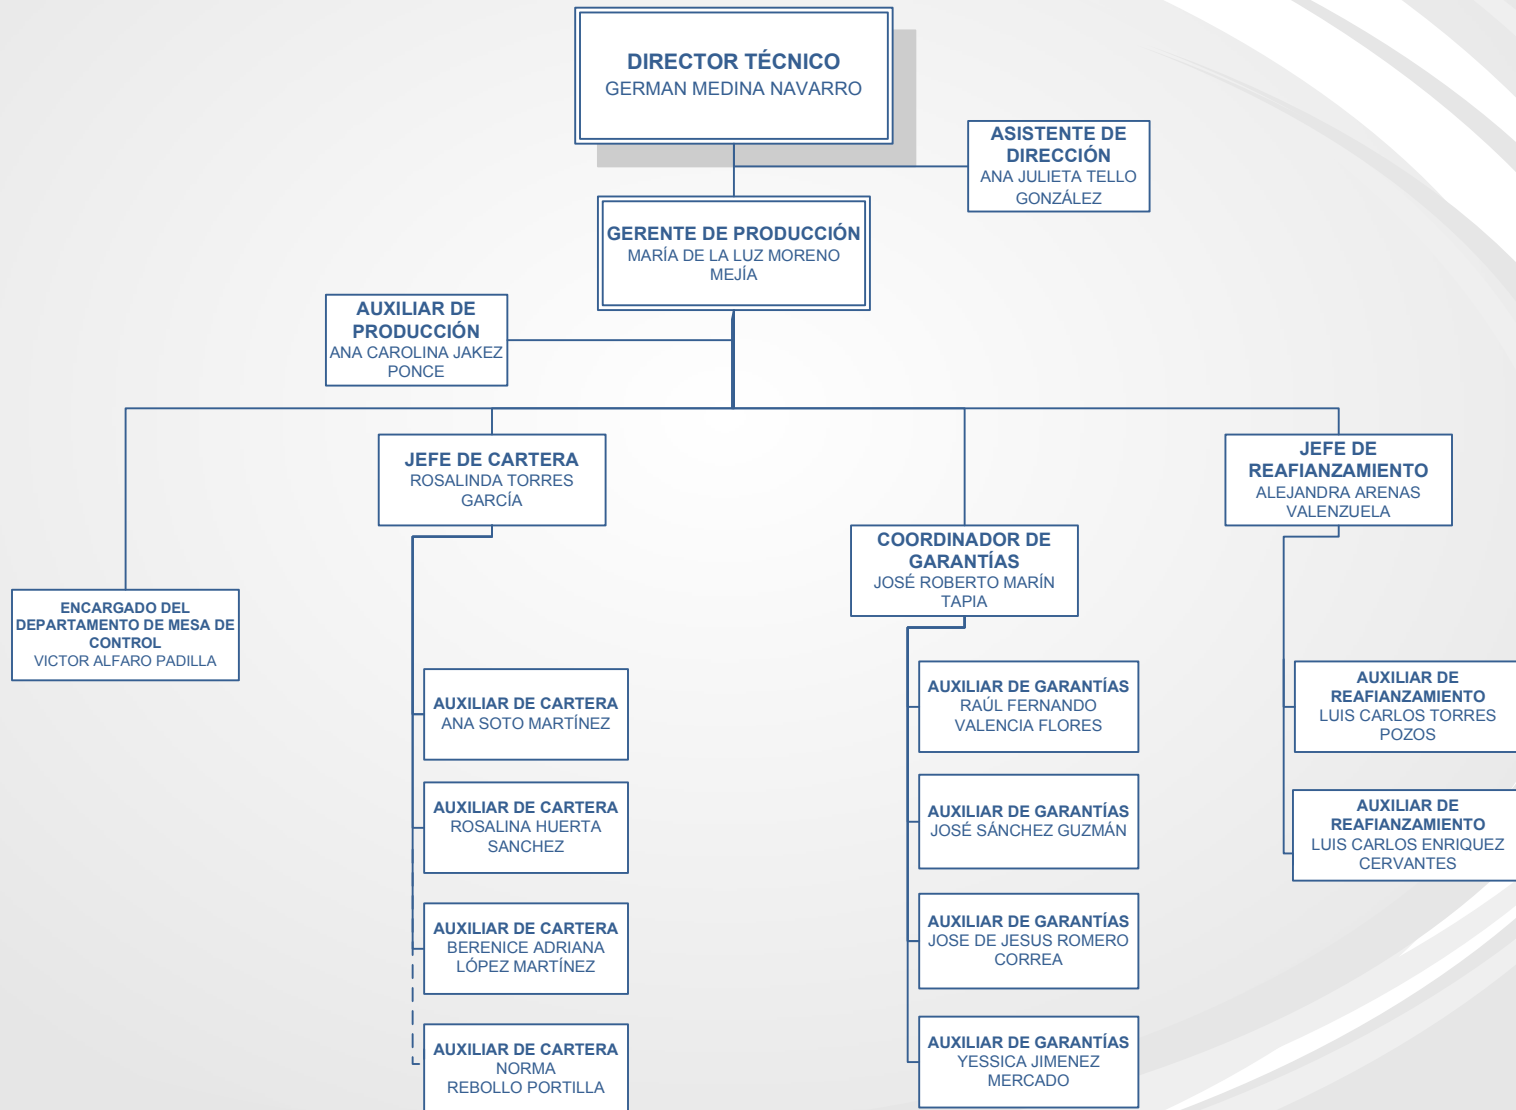 DIRECTOR TÉCNICO
GERMAN MEDINA NAVARRO
ASISTENTE DE
DIRECCIÓN
ANA JULIETA TELLO
GONZÁLEZ
GERENTE DE PRODUCCIÓN
MARÍA DE LA LUZ MORENO
MEJÍA
AUXILIAR DE
PRODUCCIÓN
ANA CAROLINA JAKEZ
PONCE
JEFE DE CARTERA
ROSALINDA TORRES
GARCÍA
JEFE DE
REAFIANZAMIENTO
ALEJANDRA ARENAS
VALENZUELA
COORDINADOR DE
GARANTÍAS
JOSÉ ROBERTO MARÍN
TAPIA
ENCARGADO DEL
DEPARTAMENTO DE MESA DE
CONTROL
VICTOR ALFARO PADILLA
AUXILIAR DE CARTERA
ANA SOTO MARTÍNEZ
AUXILIAR DE CARTERA
ROSALINA HUERTA
SANCHEZ
AUXILIAR DE CARTERA
BERENICE ADRIANA
LÓPEZ MARTÍNEZ
AUXILIAR DE CARTERA
NORMA
REBOLLO PORTILLA
AUXILIAR DE GARANTÍAS
RAÚL FERNANDO
VALENCIA FLORES
AUXILIAR DE GARANTÍAS
JOSÉ SÁNCHEZ GUZMÁN
AUXILIAR DE GARANTÍAS
JOSE DE JESUS ROMERO
CORREA
AUXILIAR DE GARANTÍAS
YESSICA JIMENEZ
MERCADO
AUXILIAR DE
REAFIANZAMIENTO
LUIS CARLOS TORRES
POZOS
AUXILIAR DE
REAFIANZAMIENTO
LUIS CARLOS ENRIQUEZ
CERVANTES